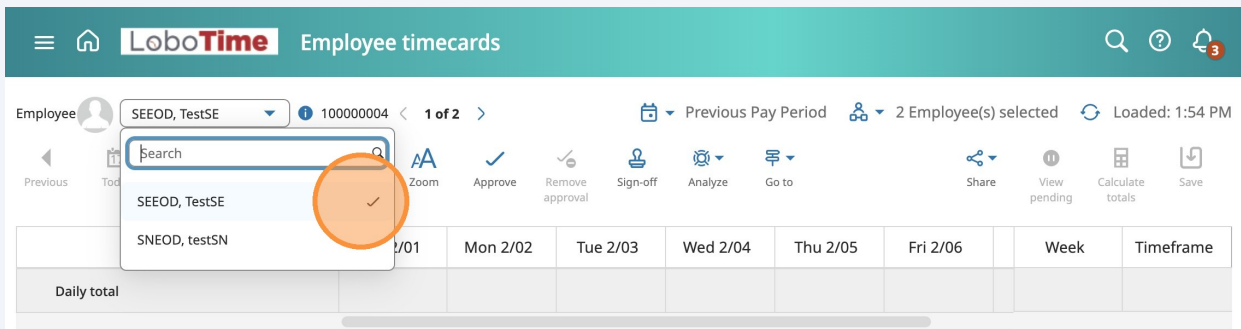 LoboTime Employee timecards 3
Employee SEEOD, TestSE 100000004 1 of 2 Previous Pay Period 2 Employee(s) selected Loaded: 1:54 PM
Search
Previous Zoom Approve Remove approval Sign-off Analyze Go to Share View pending Calculate totals Save
SEEOD, TestSE
SNEOD, testSN
2/01 Mon 2/02 Tue 2/03 Wed 2/04 Thu 2/05 Fri 2/06 Week Timeframe
Daily total